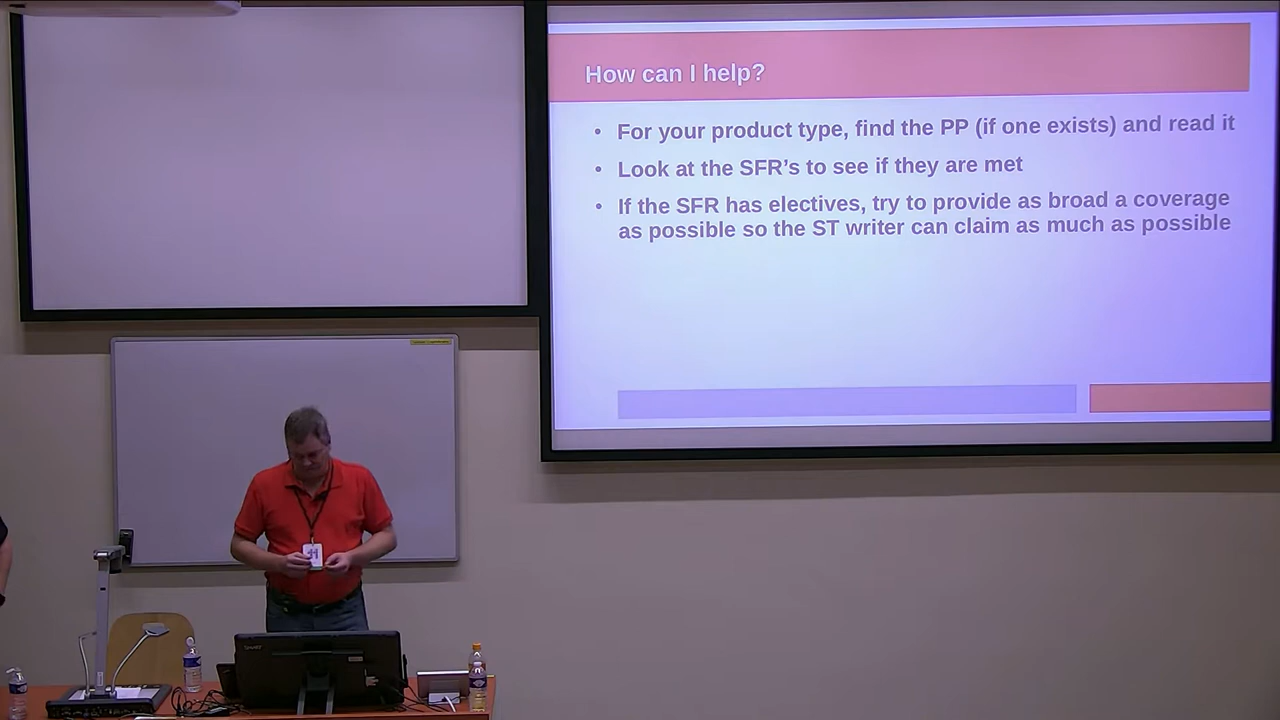 How can I help?
• For your product type, find the PP (if one exists) and read it
• Look at the SFR’s to see if they are met
• If the SFR has electives, try to provide as broad a coverage
as possible so the ST writer can claim as much as possible